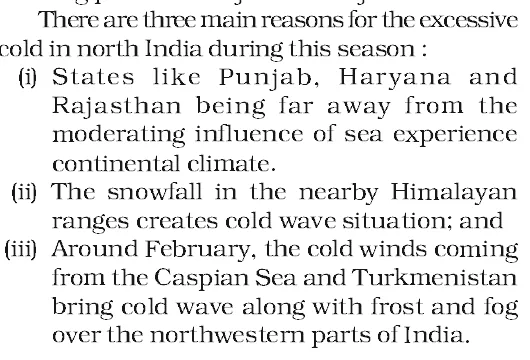 There are three main reasons for the excessive
cold in north India during this season :
(i) States like Punjab, Haryana and
Rajasthan being far away from the
moderating influence of sea experience
continental climate.
(ii) The snowfall in the nearby Himalayan
ranges creates cold wave situation; and
(iii) Around February, the cold winds coming
from the Caspian Sea and Turkmenistan
bring cold wave along with frost and fog
over the northwestern parts of India.